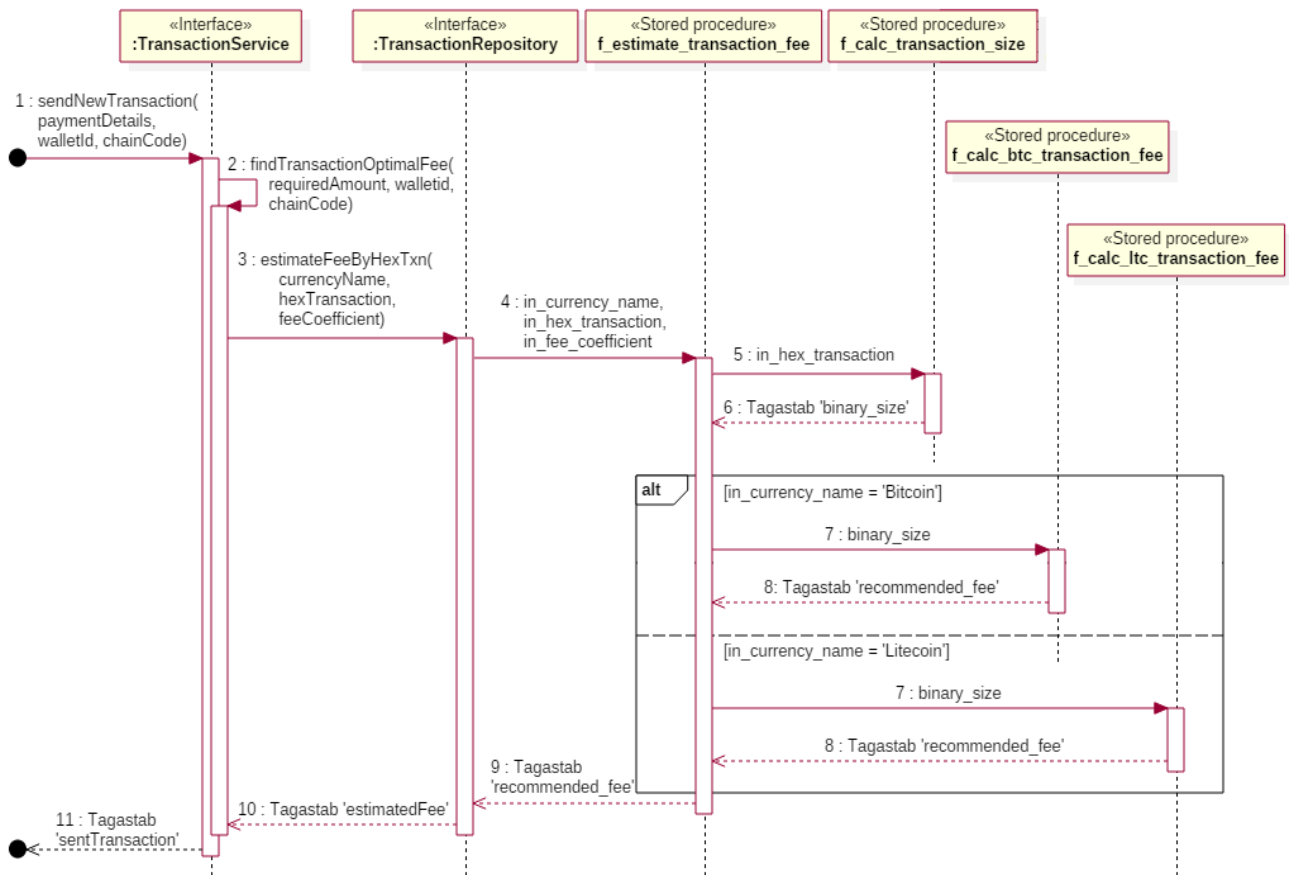 «Interface»
:TransactionService
«Interface»
:TransactionRepository
«Stored procedure»
f_estimate_transaction_fee
«Stored procedure»
f_calc_transaction_size
«Stored procedure»
f_calc_btc_transaction_fee
«Stored procedure»
f_calc_ltc_transaction_fee
1 : sendNewTransaction(
paymentDetails,
walletId, chainCode)
2 : findTransactionOptimalFee(
requiredAmount, walletid,
chainCode)
3 : estimateFeeByHexTxn(
currencyName,
hexTransaction,
feeCoefficient)
4 : in_currency_name,
in_hex_transaction,
in_fee_coefficient
5 : in_hex_transaction
6 : Tagastab 'binary_size'
alt
[in_currency_name = 'Bitcoin']
7 : binary_size
8: Tagastab 'recommended_fee'
[in_currency_name = 'Litecoin']
7 : binary_size
8 : Tagastab 'recommended_fee'
9 : Tagastab
'recommended_fee'
10 : Tagastab 'estimatedFee'
11 : Tagastab
'sentTransaction'